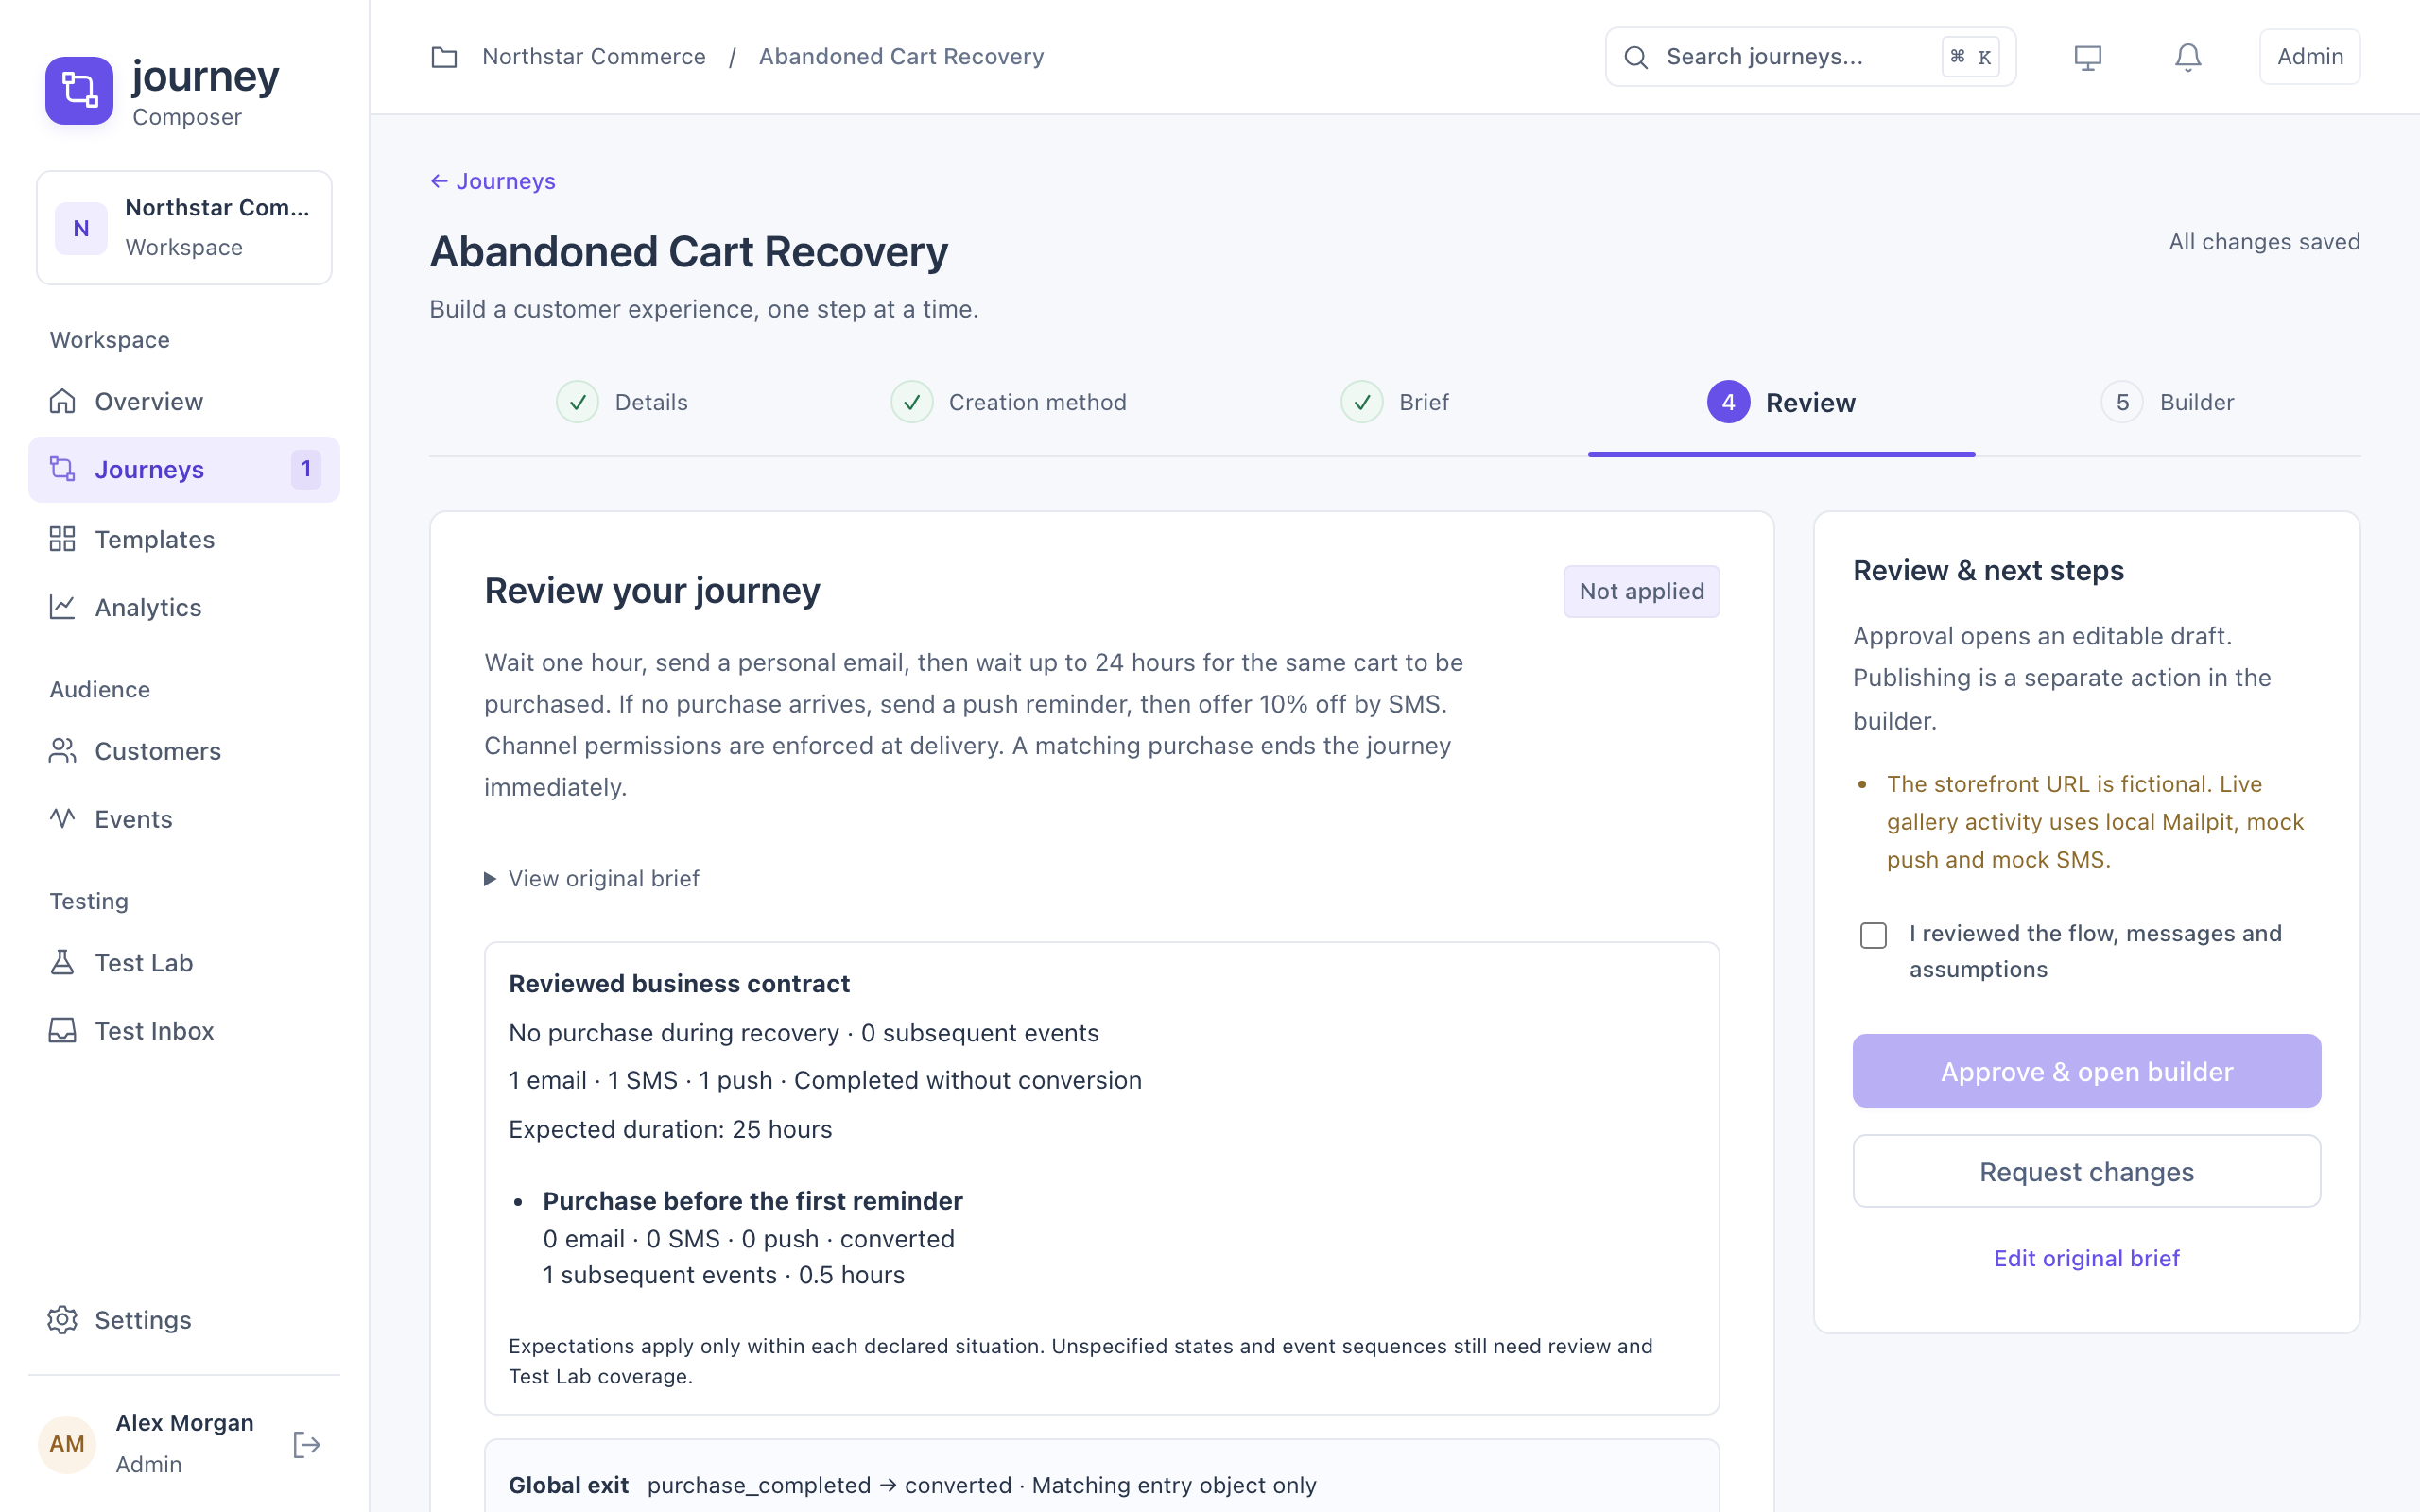 journey
Composer
N
Northstar Com...
Workspace
Workspace
Overview
Journeys 1
Templates
Analytics
Audience
Customers
Events
Testing
Test Lab
Test Inbox
Settings
AM
Alex Morgan
Admin
Northstar Commerce / Abandoned Cart Recovery
Search journeys... ⌘ K
Admin
← Journeys
Abandoned Cart Recovery
All changes saved
Build a customer experience, one step at a time.
Details
Creation method
Brief
4 Review
5 Builder
Review your journey
Not applied
Wait one hour, send a personal email, then wait up to 24 hours for the same cart to be
purchased. If no purchase arrives, send a push reminder, then offer 10% off by SMS.
Channel permissions are enforced at delivery. A matching purchase ends the journey
immediately.
▶ View original brief
Reviewed business contract
No purchase during recovery · 0 subsequent events
1 email · 1 SMS · 1 push · Completed without conversion
Expected duration: 25 hours
• Purchase before the first reminder
0 email · 0 SMS · 0 push · converted
1 subsequent events · 0.5 hours
Expectations apply only within each declared situation. Unspecified states and event sequences still need review and
Test Lab coverage.
Global exit purchase_completed → converted · Matching entry object only
Review & next steps
Approval opens an editable draft.
Publishing is a separate action in the
builder.
• The storefront URL is fictional. Live
gallery activity uses local Mailpit, mock
push and mock SMS.
I reviewed the flow, messages and
assumptions
Approve & open builder
Request changes
Edit original brief